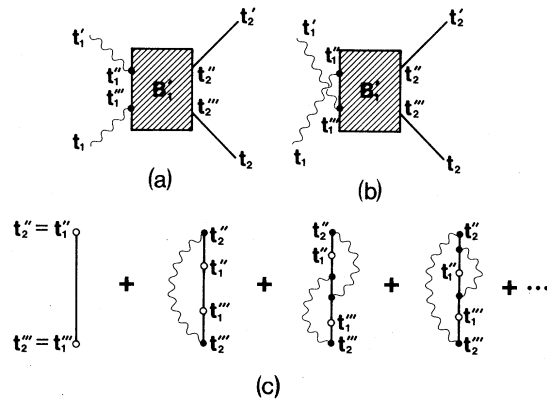 t₁′ t₂′ t₁′ t₂′
t₁″ t₂″ t₁″ t₂″
B₁′ B₁′
t₁‴ t₂‴ t₁‴ t₂‴
t₁ t₂ t₁ t₂
(a) (b)
t₂″ = t₁″ t₂″ t₂″ t₂″
t₁″ t₁″ t₁″
+ + + + ···
t₁‴ t₁‴ t₁‴
t₂‴ = t₁‴ t₂‴ t₂‴ t₂‴
(c)